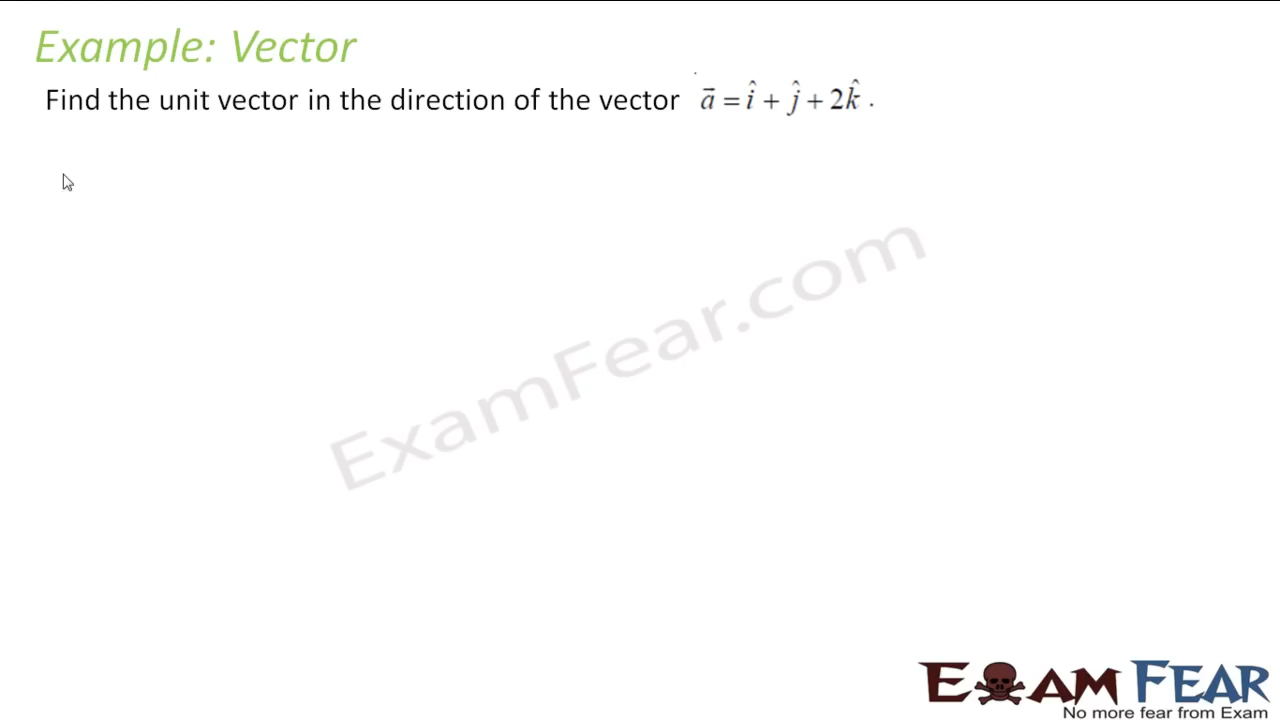 Example: Vector
Find the unit vector in the direction of the vector a⃗ = î + ĵ + 2k̂ .
ExamFear.com
EXAM FEAR
No more fear from Exam